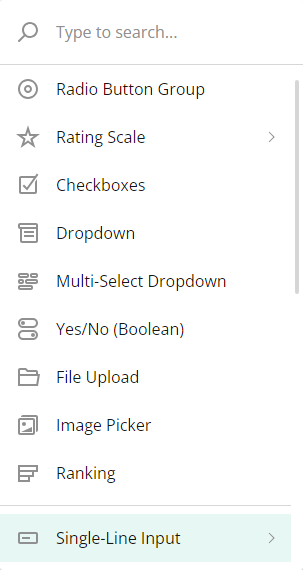 Type to search...
Radio Button Group
Rating Scale
Checkboxes
Dropdown
Multi-Select Dropdown
Yes/No (Boolean)
File Upload
Image Picker
Ranking
Single-Line Input